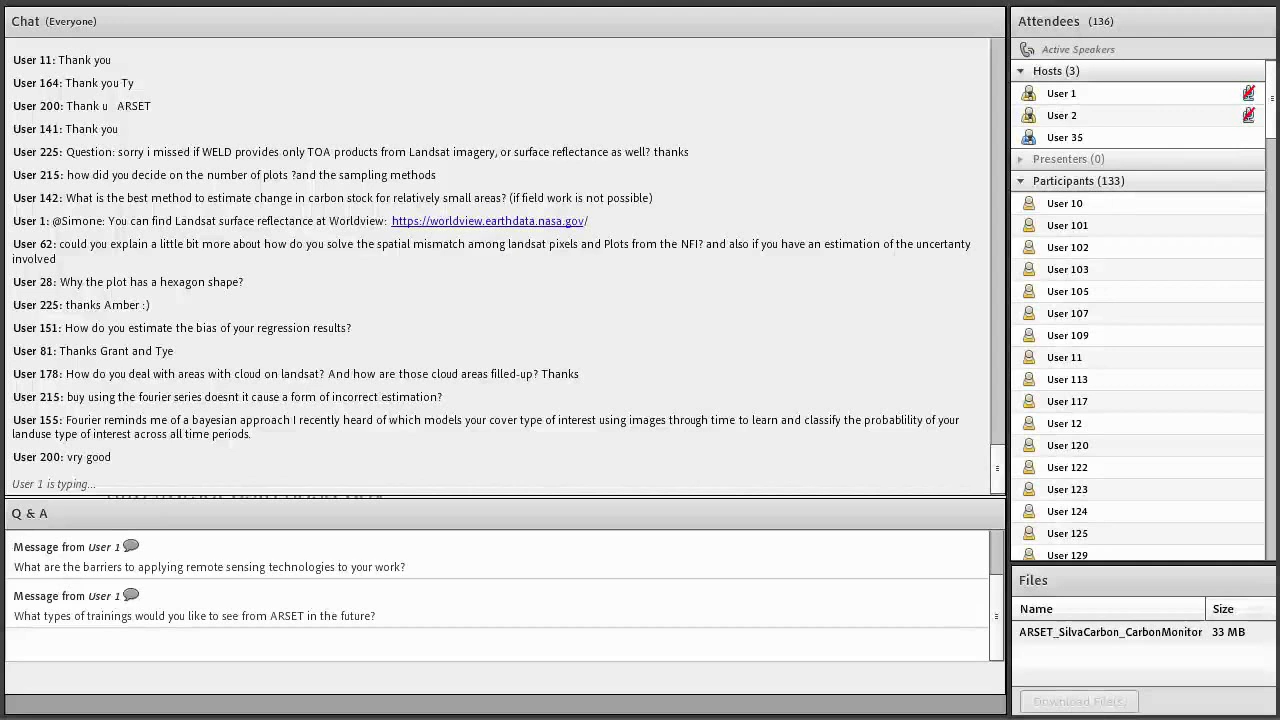 Chat (Everyone)
User 11: Thank you
User 164: Thank you Ty
User 200: Thank u ARSET
User 141: Thank you
User 225: Question: sorry i missed if WELD provides only TOA products from Landsat imagery, or surface reflectance as well? thanks
User 215: how did you decide on the number of plots ?and the sampling methods
User 142: What is the best method to estimate change in carbon stock for relatively small areas? (if field work is not possible)
User 1: @Simone: You can find Landsat surface reflectance at Worldview: https://worldview.earthdata.nasa.gov/
User 62: could you explain a little bit more about how do you solve the spatial mismatch among landsat pixels and Plots from the NFI? and also if you have an estimation of the uncertanty
involved
User 28: Why the plot has a hexagon shape?
User 225: thanks Amber :)
User 151: How do you estimate the bias of your regression results?
User 81: Thanks Grant and Tye
User 178: How do you deal with areas with cloud on landsat? And how are those cloud areas filled-up? Thanks
User 215: buy using the fourier series doesnt it cause a form of incorrect estimation?
User 155: Fourier reminds me of a bayesian approach I recently heard of which models your cover type of interest using images through time to learn and classify the probablility of your
landuse type of interest across all time periods.
User 200: vry good
User 1 is typing...
Q & A
Message from User 1
What are the barriers to applying remote sensing technologies to your work?
Message from User 1
What types of trainings would you like to see from ARSET in the future?
Attendees (136)
Active Speakers
Hosts (3)
User 1
User 2
User 35
Presenters (0)
Participants (133)
User 10
User 101
User 102
User 103
User 105
User 107
User 109
User 11
User 113
User 117
User 12
User 120
User 122
User 123
User 124
User 125
User 129
Files
Name Size
ARSET_SilvaCarbon_CarbonMonitor 33 MB
Download File(s)